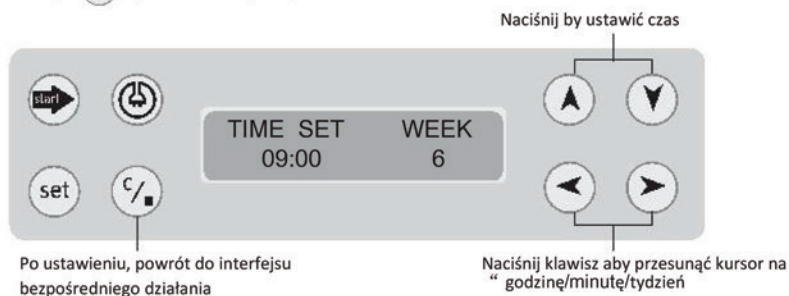 Naciśnij by ustawić czas
start
TIME SET WEEK
09:00 6
set C/■
Po ustawieniu, powrót do interfejsu
bezpośredniego działania
Naciśnij klawisz aby przesunąć kursor na
“ godzinę/minutę/tydzień